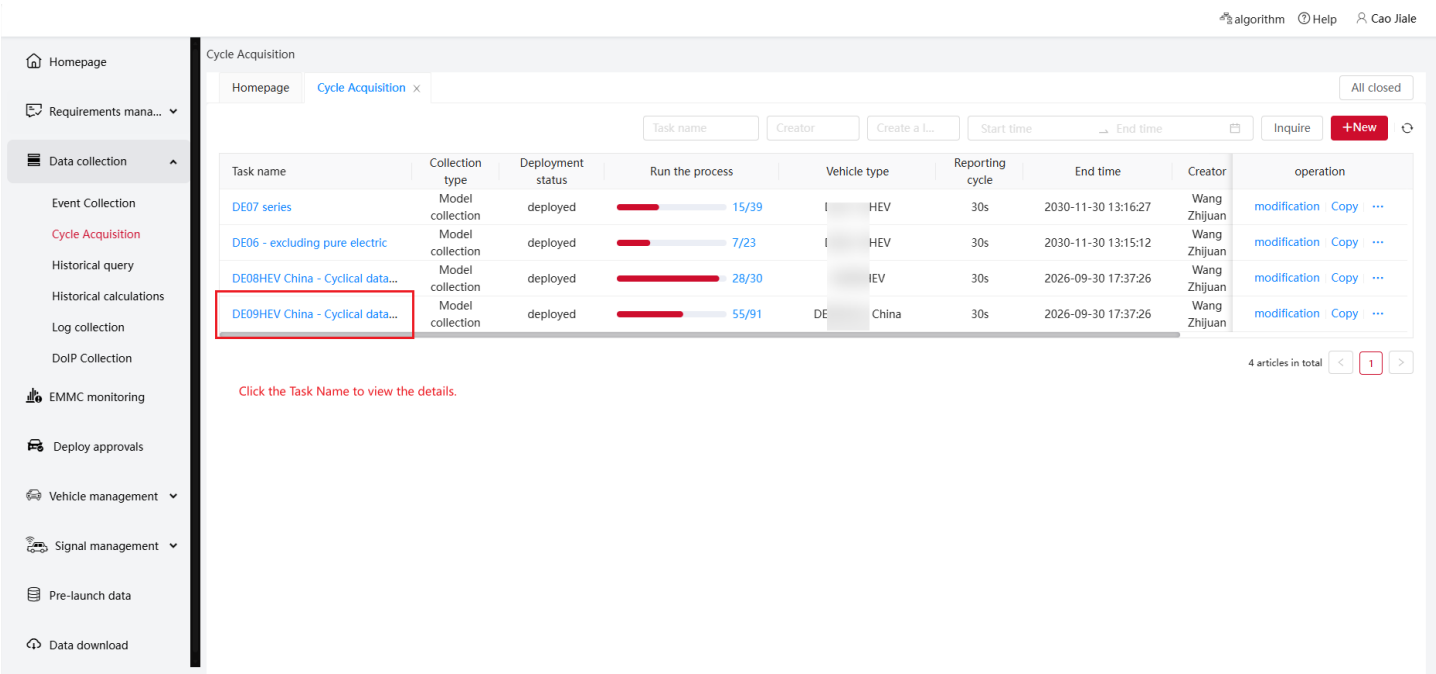 algorithm Help Cao Jiale
Homepage
Requirements mana...
Data collection
Event Collection
Cycle Acquisition
Historical query
Historical calculations
Log collection
DoIP Collection
EMMC monitoring
Deploy approvals
Vehicle management
Signal management
Pre-launch data
Data download
Cycle Acquisition
Homepage Cycle Acquisition × All closed
Task name Creator Create a l... Start time End time Inquire +New
Task name Collection type Deployment status Run the process Vehicle type Reporting cycle End time Creator operation
DE07 series Model collection deployed 15/39 HEV 30s 2030-11-30 13:16:27 Wang Zhijuan modification Copy ...
DE06 - excluding pure electric Model collection deployed 7/23 HEV 30s 2030-11-30 13:15:12 Wang Zhijuan modification Copy ...
DE08HEV China - Cyclical data... Model collection deployed 28/30 HEV 30s 2026-09-30 17:37:26 Wang Zhijuan modification Copy ...
DE09HEV China - Cyclical data... Model collection deployed 55/91 DE China 30s 2026-09-30 17:37:26 Wang Zhijuan modification Copy ...
4 articles in total < 1 >
Click the Task Name to view the details.